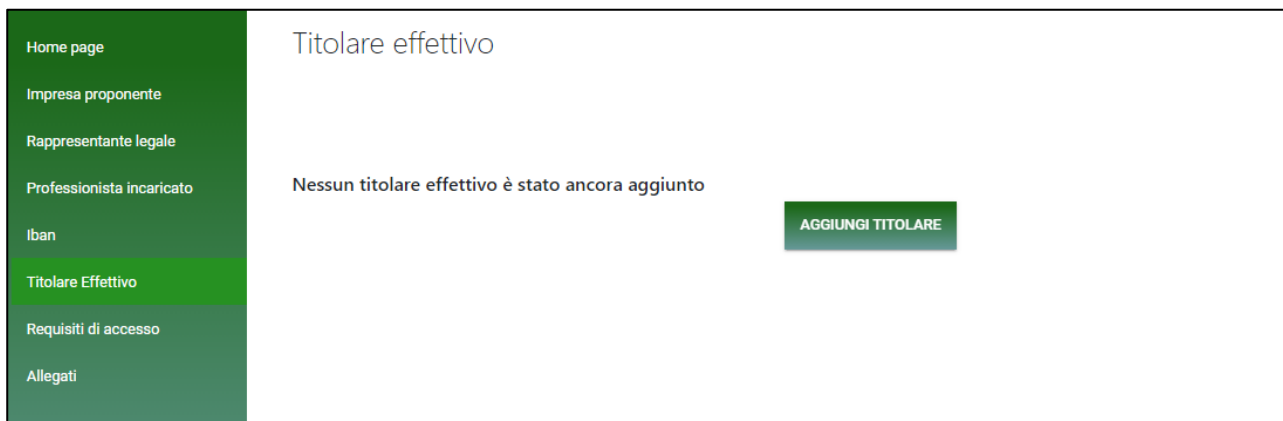 Home page
Impresa proponente
Rappresentante legale
Professionista incaricato
Iban
Titolare Effettivo
Requisiti di accesso
Allegati
Titolare effettivo
Nessun titolare effettivo è stato ancora aggiunto
AGGIUNGI TITOLARE